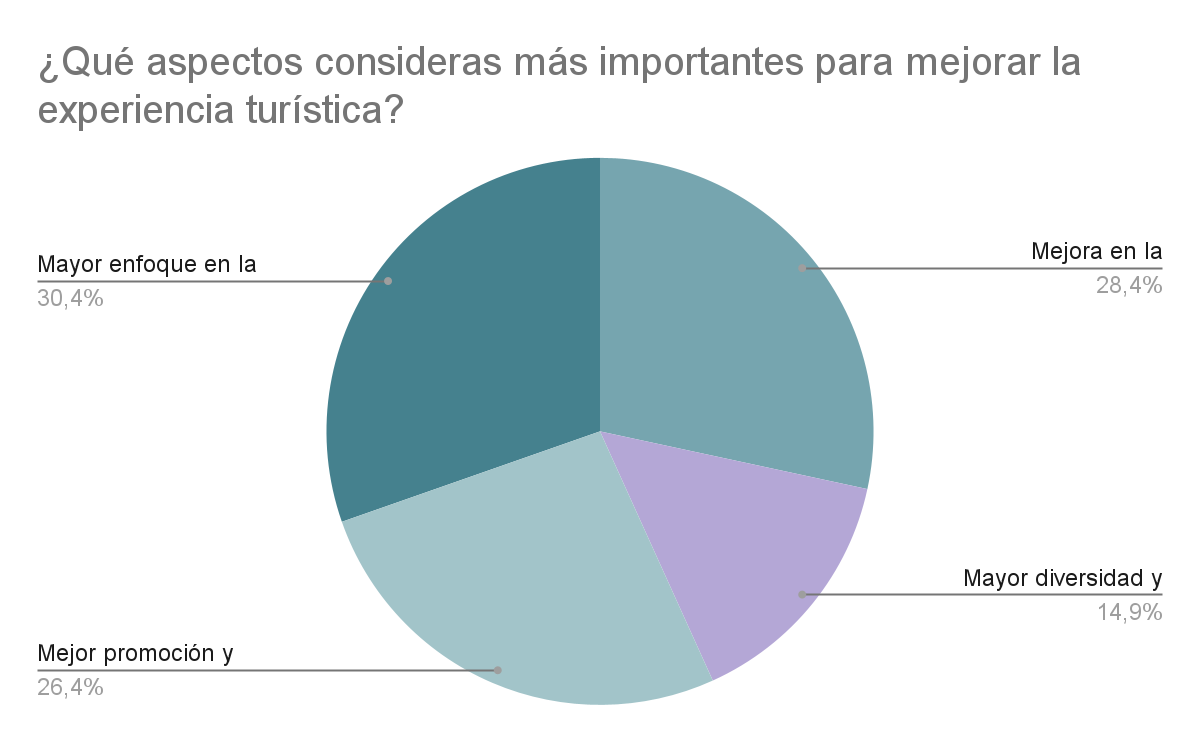 ¿Qué aspectos consideras más importantes para mejorar la
experiencia turística?
Mayor enfoque en la
30,4%
Mejora en la
28,4%
Mayor diversidad y
14,9%
Mejor promoción y
26,4%